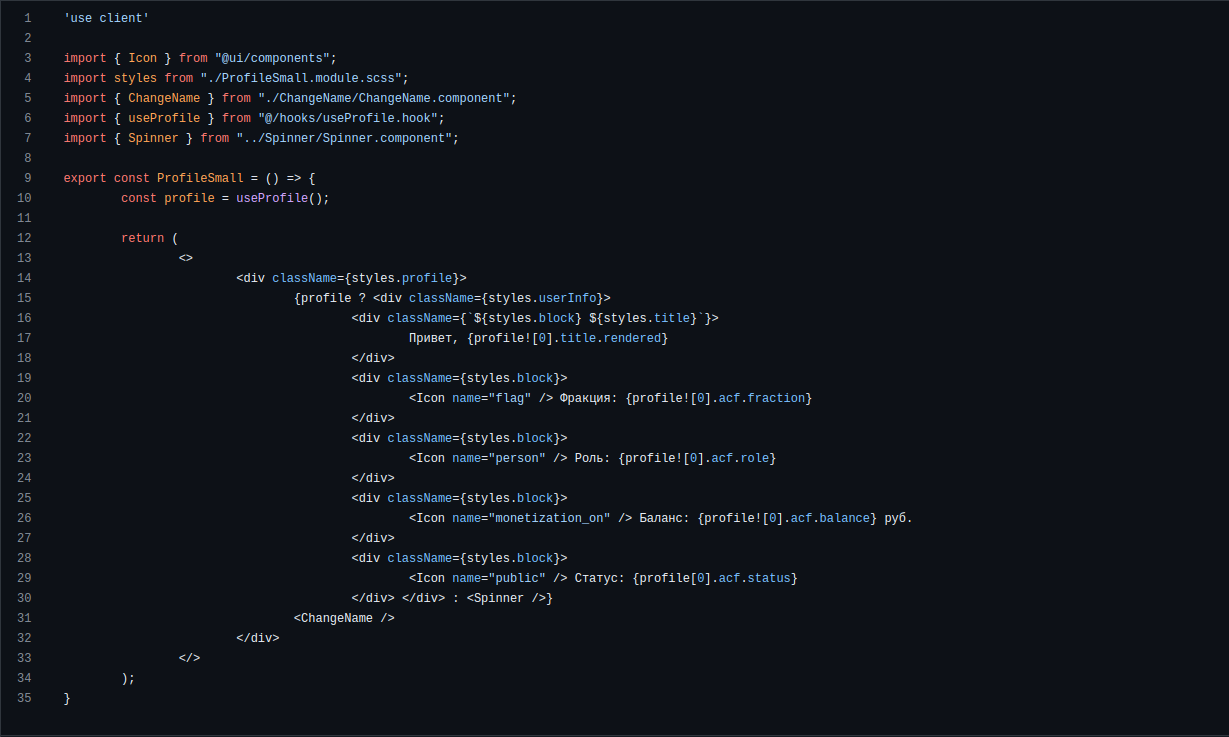 1 'use client'
2
3 import { Icon } from "@ui/components";
4 import styles from "./ProfileSmall.module.scss";
5 import { ChangeName } from "./ChangeName/ChangeName.component";
6 import { useProfile } from "@/hooks/useProfile.hook";
7 import { Spinner } from "../Spinner/Spinner.component";
8
9 export const ProfileSmall = () => {
10         const profile = useProfile();
11
12         return (
13                 <>
14                         <div className={styles.profile}>
15                                 {profile ? <div className={styles.userInfo}>
16                                         <div className={`${styles.block} ${styles.title}`}>
17                                                 Привет, {profile![0].title.rendered}
18                                         </div>
19                                         <div className={styles.block}>
20                                                 <Icon name="flag" /> Фракция: {profile![0].acf.fraction}
21                                         </div>
22                                         <div className={styles.block}>
23                                                 <Icon name="person" /> Роль: {profile![0].acf.role}
24                                         </div>
25                                         <div className={styles.block}>
26                                                 <Icon name="monetization_on" /> Баланс: {profile![0].acf.balance} руб.
27                                         </div>
28                                         <div className={styles.block}>
29                                                 <Icon name="public" /> Статус: {profile[0].acf.status}
30                                         </div> </div> : <Spinner />}
31                                 <ChangeName />
32                         </div>
33                 </>
34         );
35 }